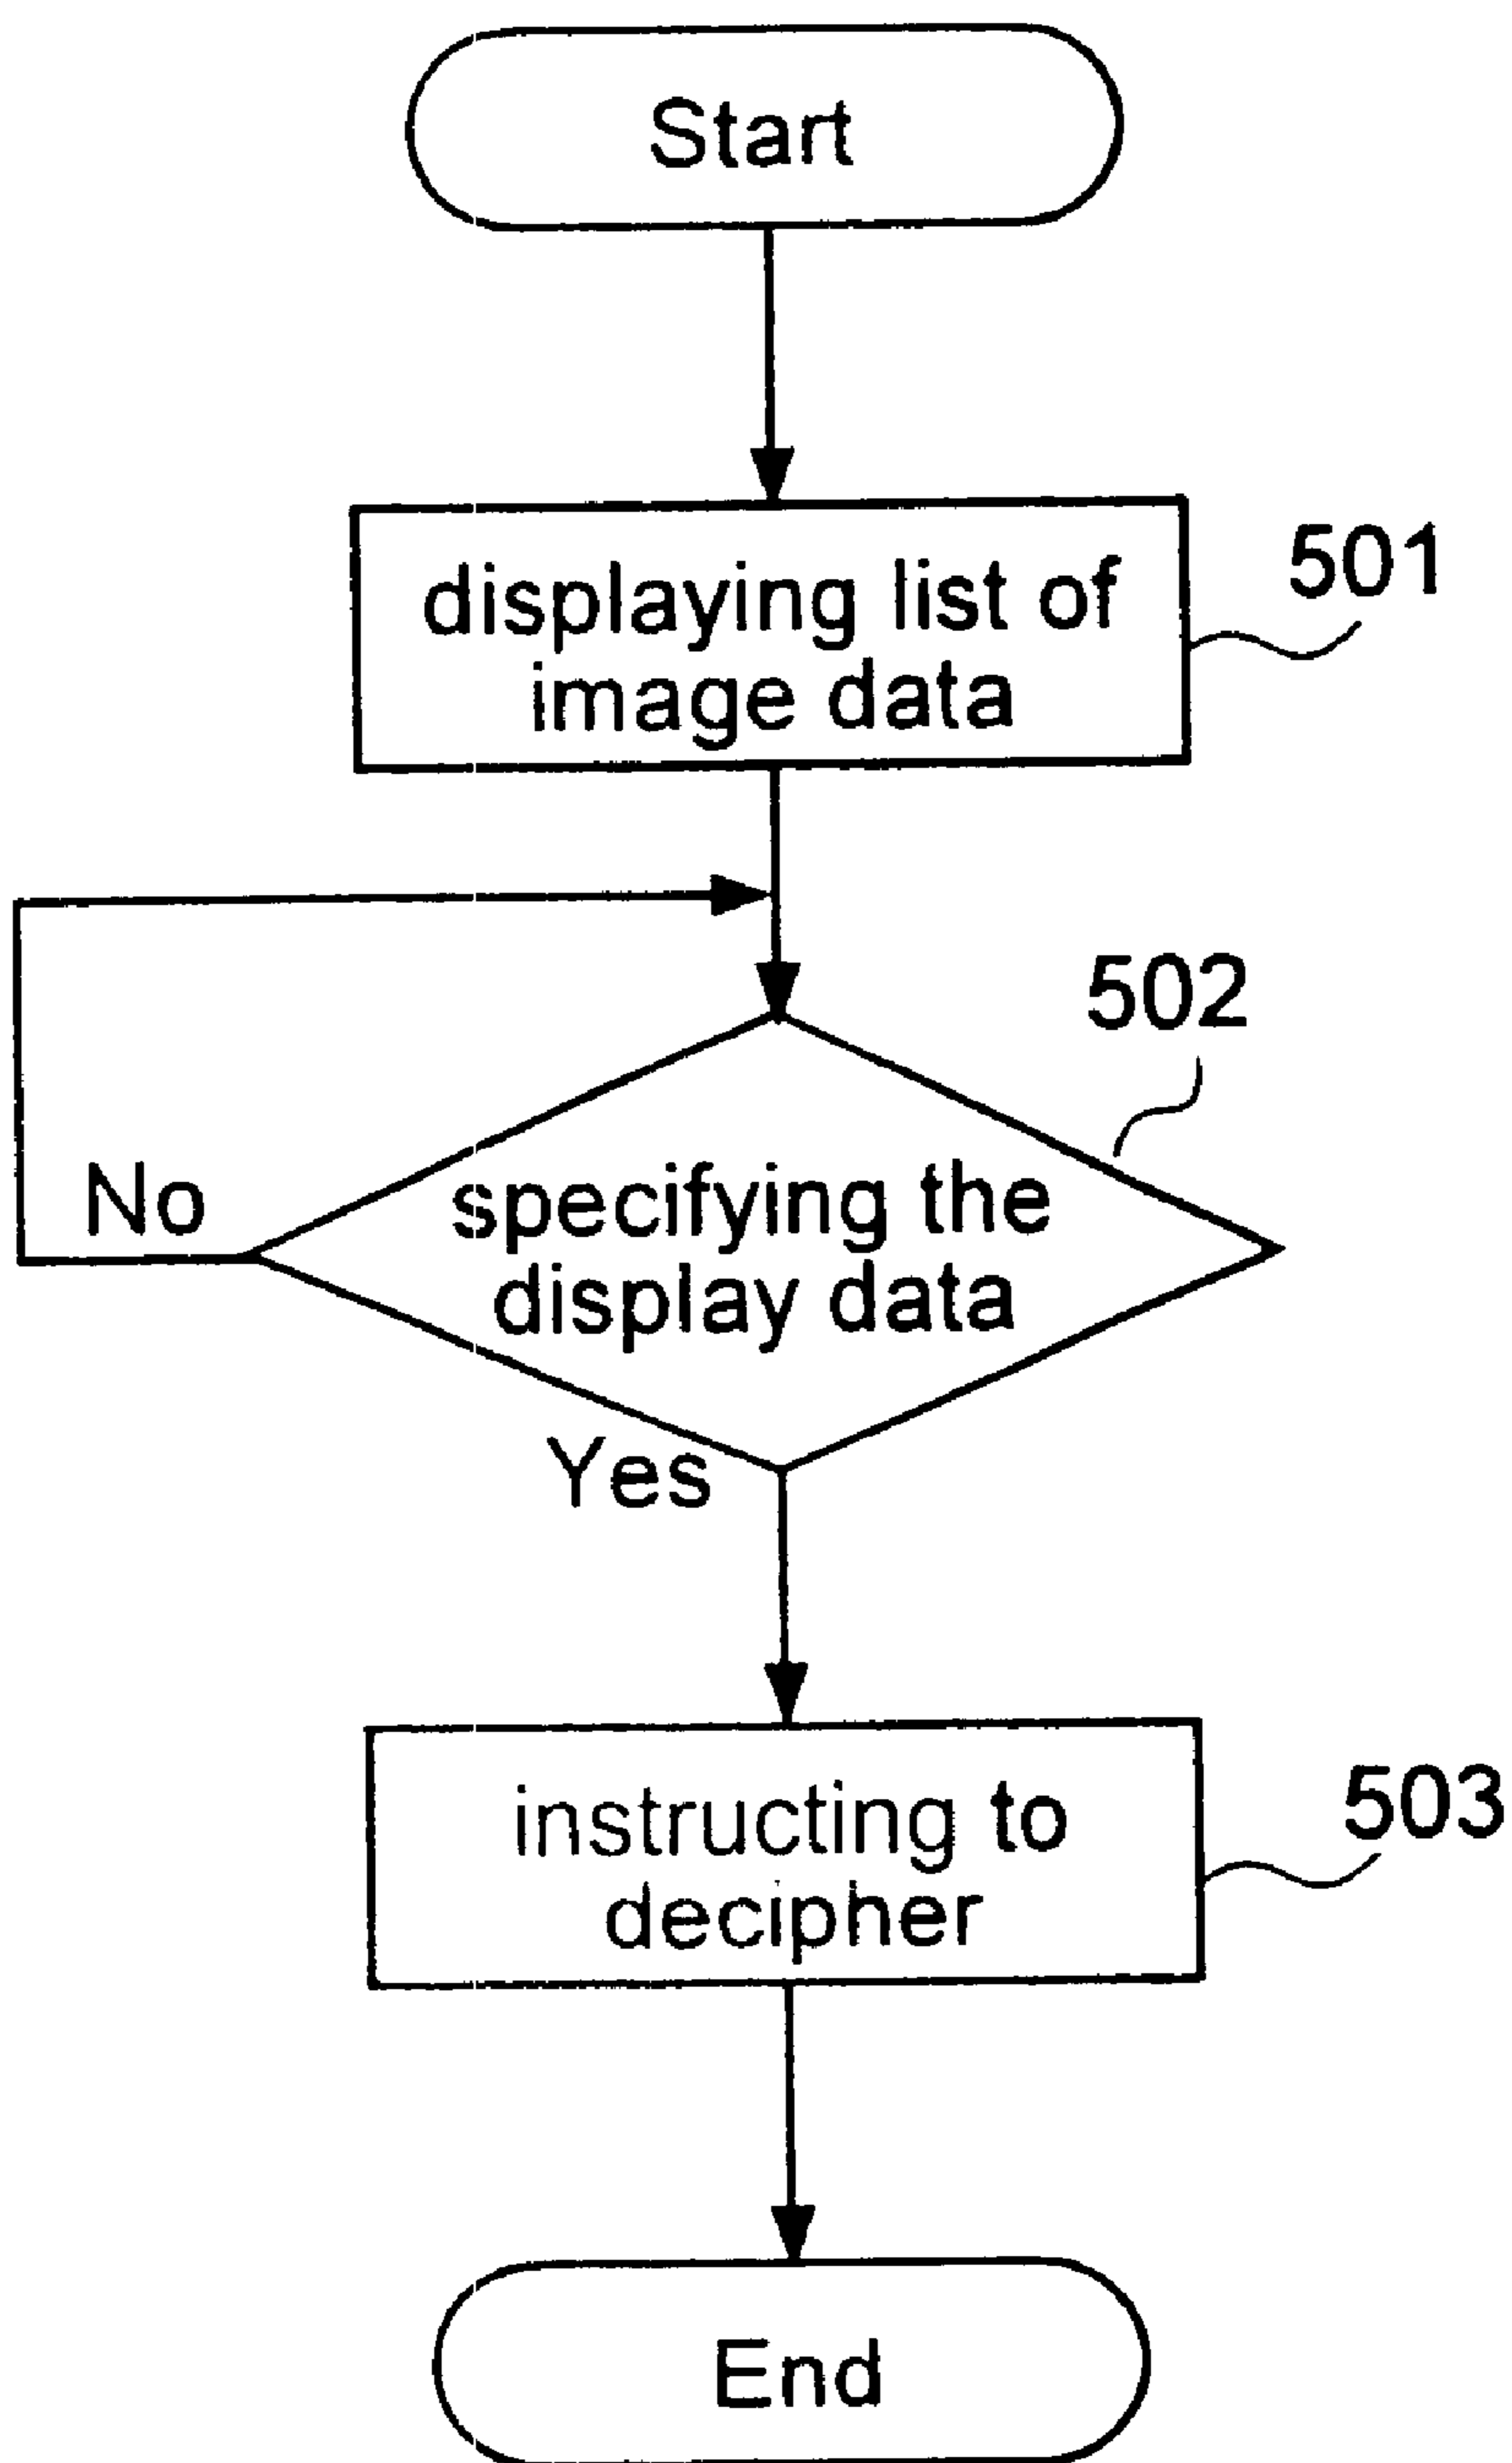 Start
displaying list of
image data
501
502
No
specifying the
display data
Yes
instructing to
decipher
503
End